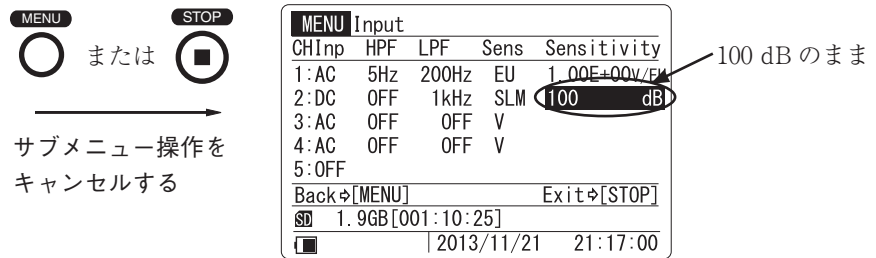 MENU
または
STOP
サブメニュー操作を
キャンセルする
MENU Input
CHInp HPF LPF Sens Sensitivity
1:AC 5Hz 200Hz EU 1.00E+00V/EU
2:DC OFF 1kHz SLM 100 dB
3:AC OFF OFF V
4:AC OFF OFF V
5:OFF
Back⇨[MENU] Exit⇨[STOP]
SD 1.9GB[001:10:25]
2013/11/21 21:17:00
100 dB のまま